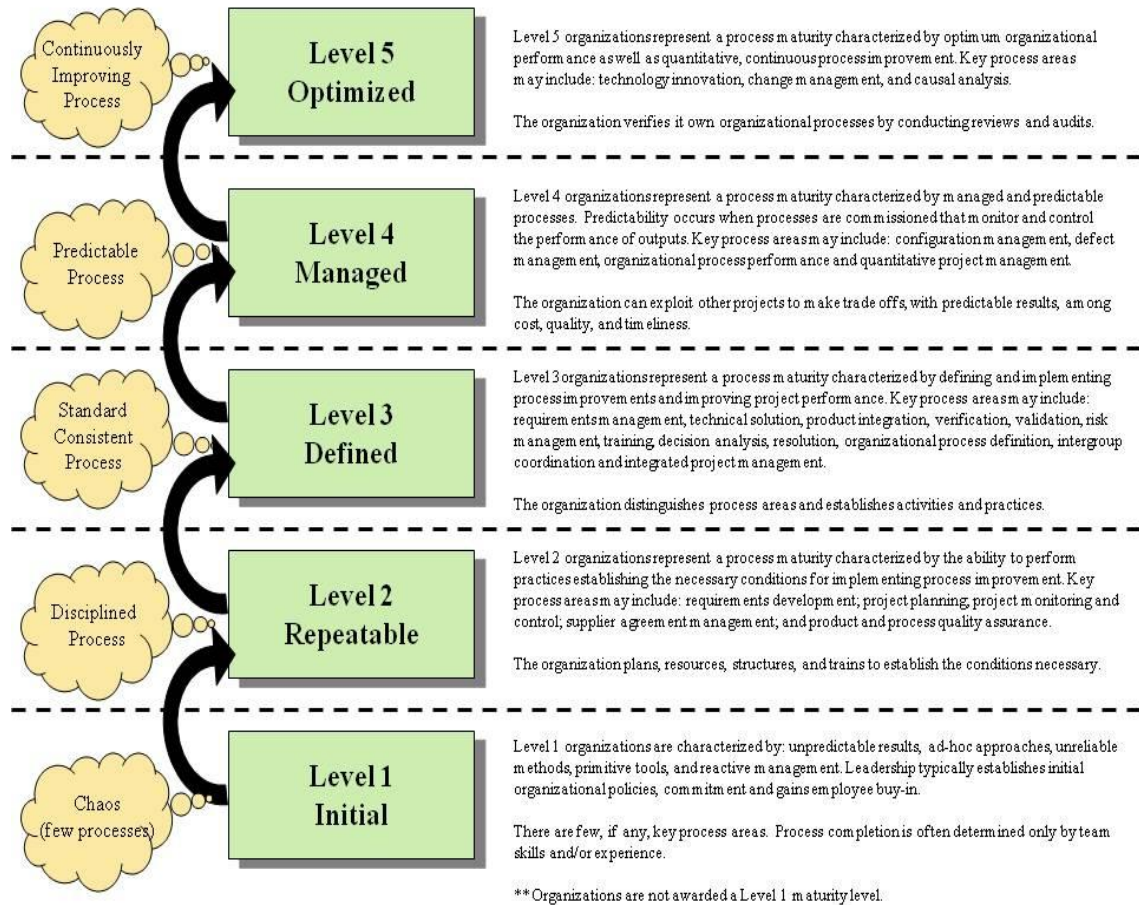 Continuously
Improving
Process
Level 5
Optimized
Level 5 organizations represent a process maturity characterized by optimum organizational
performance as well as quantitative, continuous process improvement. Key process areas
may include: technology innovation, change management, and causal analysis.
The organization verifies it own organizational processes by conducting reviews and audits.
Predictable
Process
Level 4
Managed
Level 4 organizations represent a process maturity characterized by managed and predictable
processes. Predictability occurs when processes are commissioned that monitor and control
the performance of outputs. Key process areas may include: configuration management, defect
management, organizational process performance and quantitative project management.
The organization can exploit other projects to make trade offs, with predictable results, among
cost, quality, and timeliness.
Standard
Consistent
Process
Level 3
Defined
Level 3 organizations represent a process maturity characterized by defining and implementing
process improvements and improving project performance. Key process areas may include:
requirements management, technical solution, product integration, verification, validation, risk
management, training, decision analysis, resolution, organizational process definition, intergroup
coordination and integrated project management.
The organization distinguishes process areas and establishes activities and practices.
Disciplined
Process
Level 2
Repeatable
Level 2 organizations represent a process maturity characterized by the ability to perform
practices establishing the necessary conditions for implementing process improvement. Key
process areas may include: requirements development; project planning; project monitoring and
control; supplier agreement management; and product and process quality assurance.
The organization plans, resources, structures, and trains to establish the conditions necessary.
Chaos
(few processes)
Level 1
Initial
Level 1 organizations are characterized by: unpredictable results, ad-hoc approaches, unreliable
methods, primitive tools, and reactive management. Leadership typically establishes initial
organizational policies, commitment and gains employee buy-in.
There are few, if any, key process areas. Process completion is often determined only by team
skills and/or experience.
**Organizations are not awarded a Level 1 maturity level.